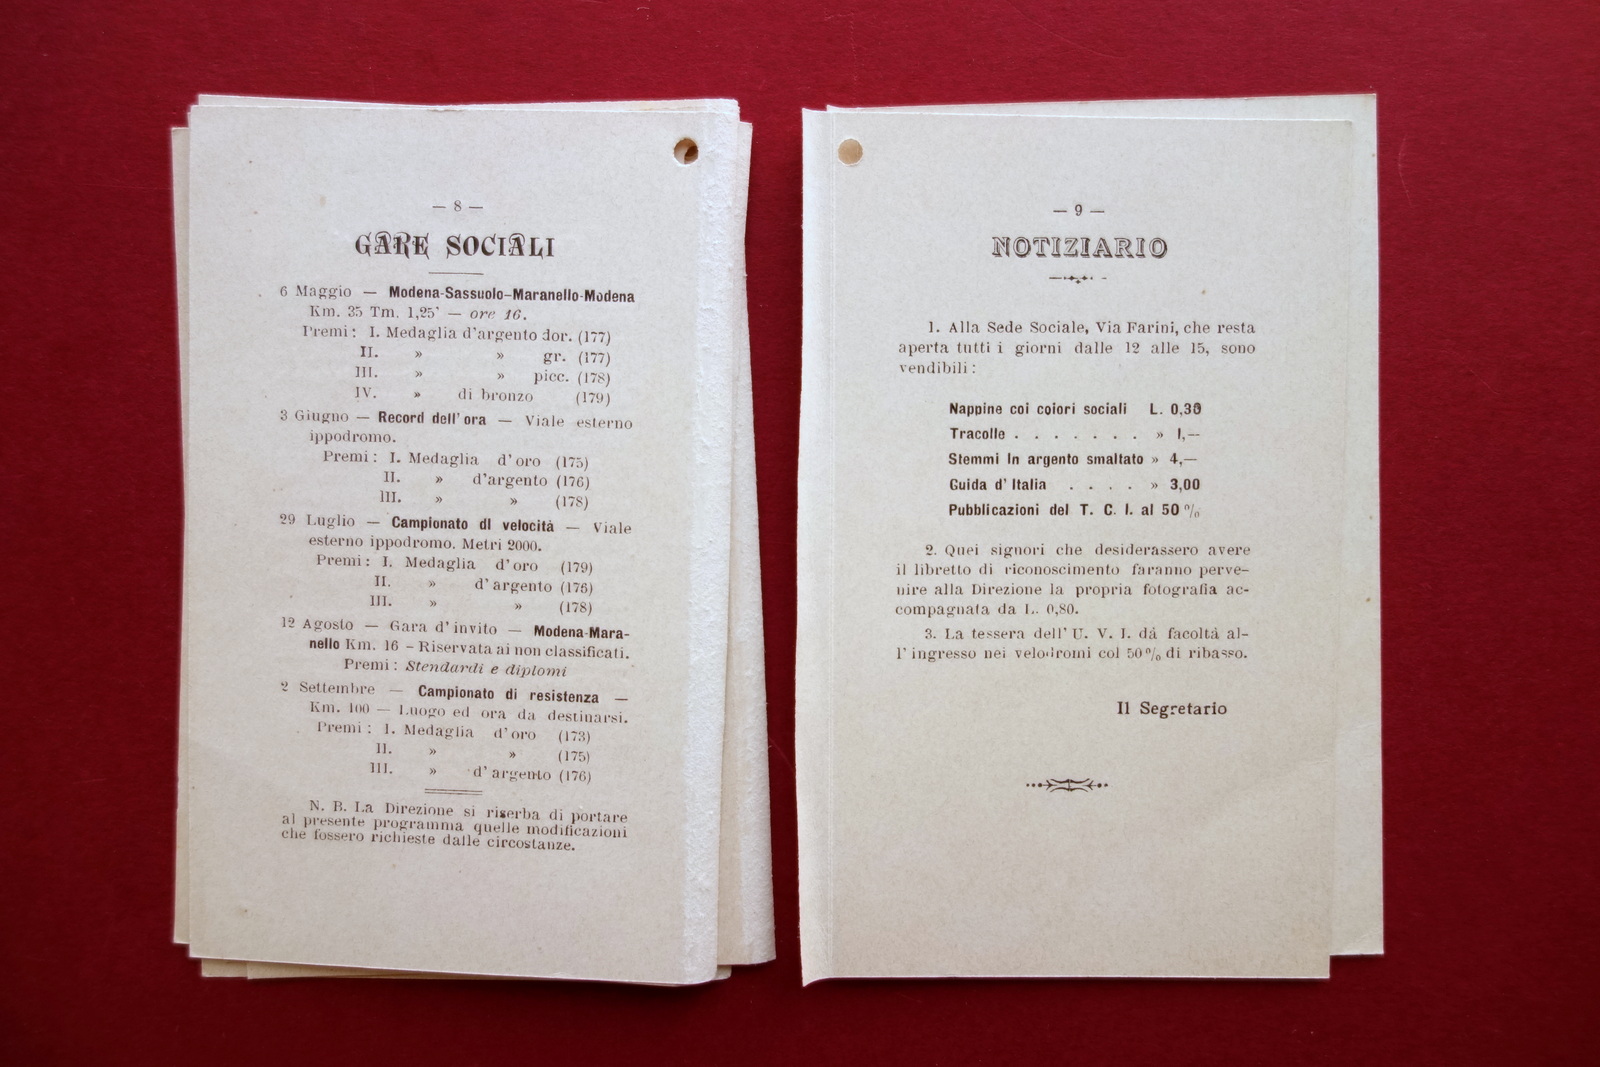 — 8 —
GARE SOCIALI
6 Maggio — Modena-Sassuolo-Maranello-Modena
Km. 35 Tm. 1,25' — ore 16.
Premi: I. Medaglia d'argento dor. (177)
II. » » gr. (177)
III. » » picc. (178)
IV. » di bronzo (179)
3 Giugno — Record dell'ora — Viale esterno
ippodromo.
Premi: I. Medaglia d'oro (175)
II. » d'argento (176)
III. » » (178)
29 Luglio — Campionato di velocità — Viale
esterno ippodromo. Metri 2000.
Premi: I. Medaglia d'oro (179)
II. » d'argento (176)
III. » » (178)
12 Agosto — Gara d'invito — Modena-Mara-
nello Km. 16 - Riservata ai non classificati.
Premi: Stendardi e diplomi
2 Settembre — Campionato di resistenza —
Km. 100 — Luogo ed ora da destinarsi.
Premi: I. Medaglia d'oro (173)
II. » » (175)
III. » d'argento (176)
N. B. La Direzione si riserba di portare
al presente programma quelle modificazioni
che fossero richieste dalle circostanze.
— 9 —
NOTIZIARIO
1. Alla Sede Sociale, Via Farini, che resta
aperta tutti i giorni dalle 12 alle 15, sono
vendibili:
Nappine coi colori sociali L. 0,30
Tracolle . . . . . . . » 1,—
Stemmi in argento smaltato » 4,—
Guida d'Italia . . . . » 3,00
Pubblicazioni del T. C. I. al 50 %
2. Quei signori che desiderassero avere
il libretto di riconoscimento faranno perve-
nire alla Direzione la propria fotografia ac-
compagnata da L. 0,80.
3. La tessera dell'U. V. I. dà facoltà al-
l'ingresso nei velodromi col 50 % di ribasso.
Il Segretario